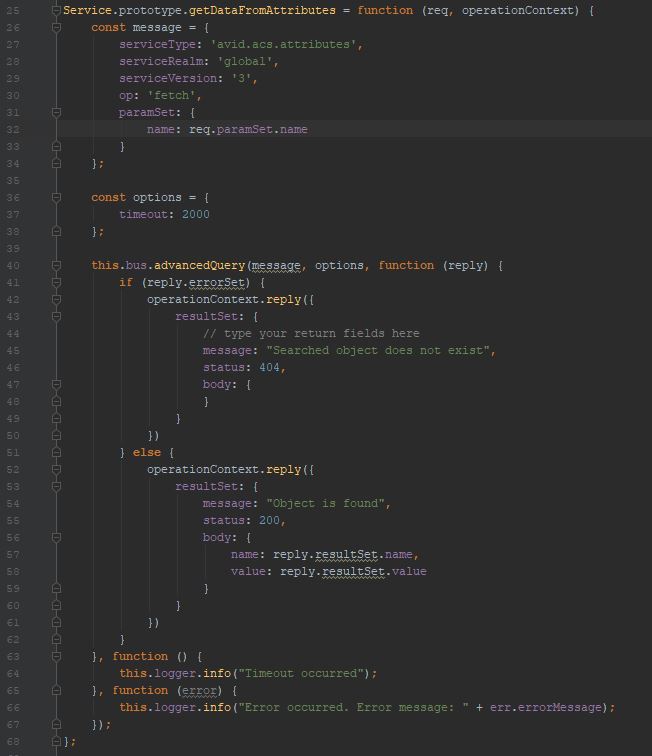 25 Service.prototype.getDataFromAttributes = function (req, operationContext) {
26     const message = {
27         serviceType: 'avid.acs.attributes',
28         serviceRealm: 'global',
29         serviceVersion: '3',
30         op: 'fetch',
31         paramSet: {
32             name: req.paramSet.name
33         }
34     };
35
36     const options = {
37         timeout: 2000
38     };
39
40     this.bus.advancedQuery(message, options, function (reply) {
41         if (reply.errorSet) {
42             operationContext.reply({
43                 resultSet: {
44                     // type your return fields here
45                     message: "Searched object does not exist",
46                     status: 404,
47                     body: {
48                     }
49                 }
50             })
51         } else {
52             operationContext.reply({
53                 resultSet: {
54                     message: "Object is found",
55                     status: 200,
56                     body: {
57                         name: reply.resultSet.name,
58                         value: reply.resultSet.value
59                     }
60                 }
61             })
62         }
63     }, function () {
64         this.logger.info("Timeout occurred");
65     }, function (error) {
66         this.logger.info("Error occurred. Error message: " + err.errorMessage);
67     });
68 };